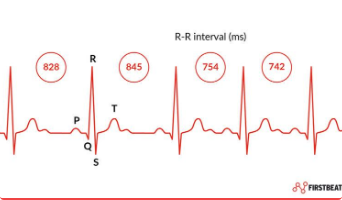 R-R interval (ms)
828
845
754
742
R
P
T
Q
S
FIRSTBEAT